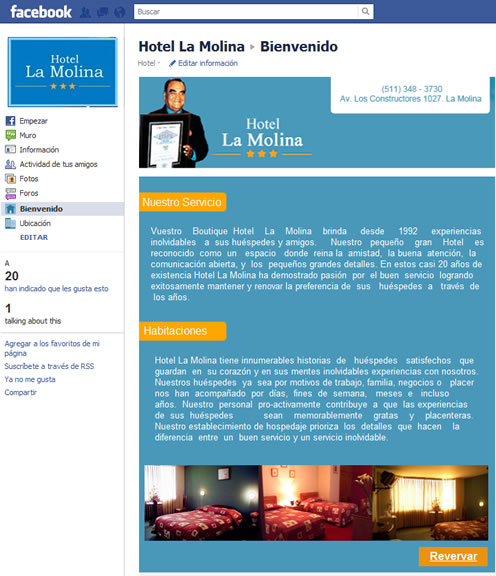 facebook
Buscar
Hotel
La Molina
Empezar
Muro
Información
Actividad de tus amigos
Fotos
Foros
Bienvenido
Ubicación
EDITAR
A
20
han indicado que les gusta esto
1
talking about this
Agregar a los favoritos de mi
página
Suscríbete a través de RSS
Ya no me gusta
Compartir
Hotel La Molina ▸ Bienvenido
Hotel · Editar información
(511) 348 - 3730
Av. Los Constructores 1027. La Molina
Hotel
La Molina
Nuestro Servicio
Vuestro Boutique Hotel La Molina brinda desde 1992 experiencias
inolvidables a sus huéspedes y amigos. Nuestro pequeño gran Hotel es
reconocido como un espacio donde reina la amistad, la buena atención, la
comunicación abierta, y los pequeños grandes detalles. En estos casi 20 años de
existencia Hotel La Molina ha demostrado pasión por el buen servicio logrando
exitosamente mantener y renovar la preferencia de sus huéspedes a través de
los años.
Habitaciones
Hotel La Molina tiene innumerables historias de huéspedes satisfechos que
guardan en su corazón y en sus mentes inolvidables experiencias con nosotros.
Nuestros huéspedes ya sea por motivos de trabajo, familia, negocios o placer
nos han acompañado por días, fines de semana, meses e incluso
años. Nuestro personal pro-activamente contribuye a que las experiencias
de sus huéspedes sean memorablemente gratas y placenteras.
Nuestro establecimiento de hospedaje prioriza los detalles que hacen la
diferencia entre un buen servicio y un servicio inolvidable.
Revervar